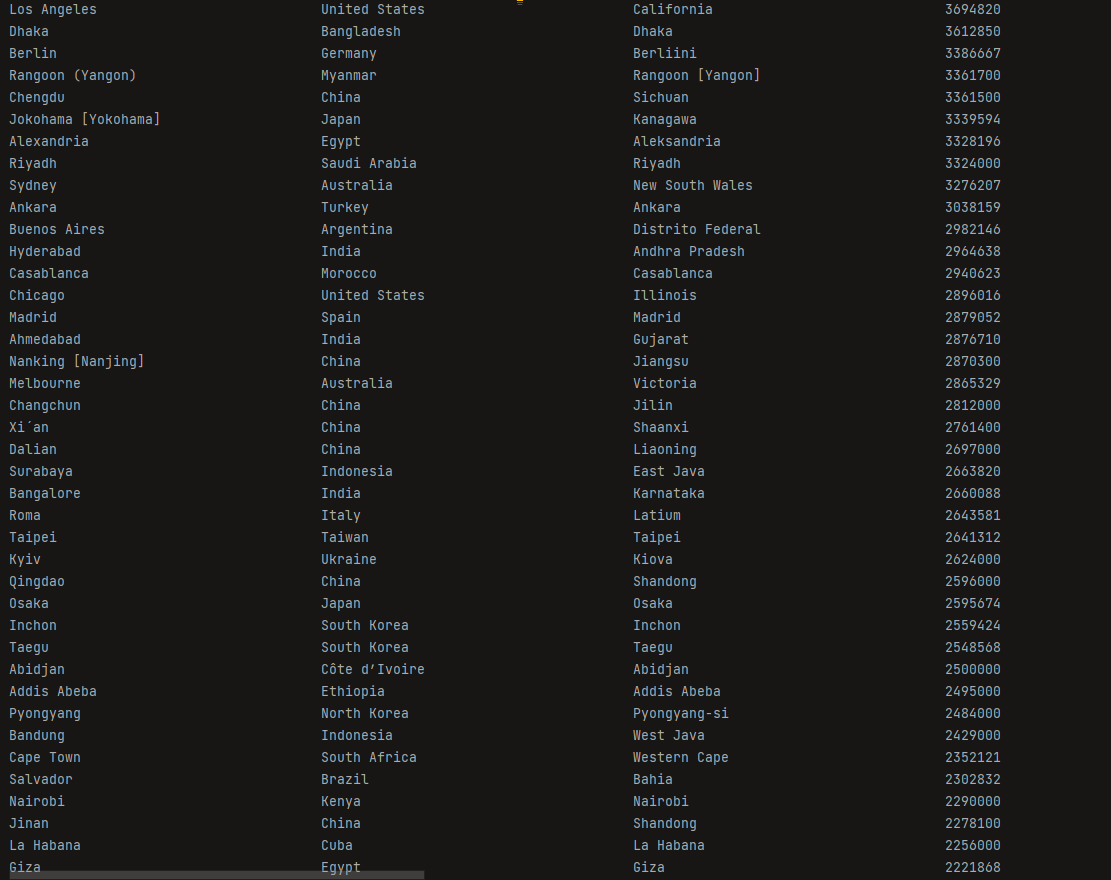 Los Angeles United States California 3694820
Dhaka Bangladesh Dhaka 3612850
Berlin Germany Berliini 3386667
Rangoon (Yangon) Myanmar Rangoon [Yangon] 3361700
Chengdu China Sichuan 3361500
Jokohama [Yokohama] Japan Kanagawa 3339594
Alexandria Egypt Aleksandria 3328196
Riyadh Saudi Arabia Riyadh 3324000
Sydney Australia New South Wales 3276207
Ankara Turkey Ankara 3038159
Buenos Aires Argentina Distrito Federal 2982146
Hyderabad India Andhra Pradesh 2964638
Casablanca Morocco Casablanca 2940623
Chicago United States Illinois 2896016
Madrid Spain Madrid 2879052
Ahmedabad India Gujarat 2876710
Nanking [Nanjing] China Jiangsu 2870300
Melbourne Australia Victoria 2865329
Changchun China Jilin 2812000
Xi´an China Shaanxi 2761400
Dalian China Liaoning 2697000
Surabaya Indonesia East Java 2663820
Bangalore India Karnataka 2660088
Roma Italy Latium 2643581
Taipei Taiwan Taipei 2641312
Kyiv Ukraine Kiova 2624000
Qingdao China Shandong 2596000
Osaka Japan Osaka 2595674
Inchon South Korea Inchon 2559424
Taegu South Korea Taegu 2548568
Abidjan Côte d’Ivoire Abidjan 2500000
Addis Abeba Ethiopia Addis Abeba 2495000
Pyongyang North Korea Pyongyang-si 2484000
Bandung Indonesia West Java 2429000
Cape Town South Africa Western Cape 2352121
Salvador Brazil Bahia 2302832
Nairobi Kenya Nairobi 2290000
Jinan China Shandong 2278100
La Habana Cuba La Habana 2256000
Giza Egypt Giza 2221868